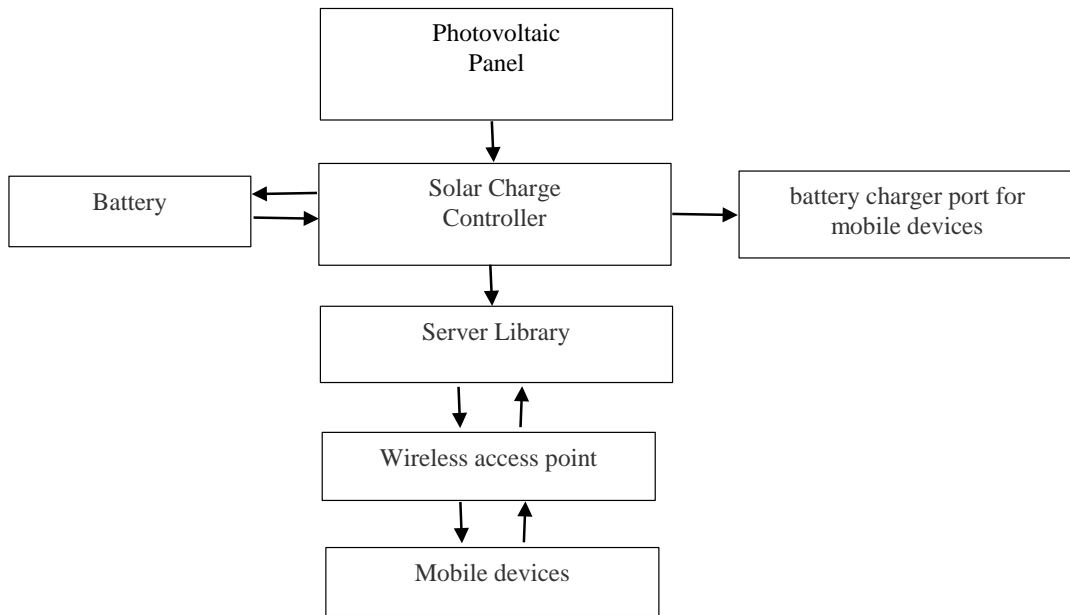 Photovoltaic
Panel
Battery
Solar Charge
Controller
battery charger port for
mobile devices
Server Library
Wireless access point
Mobile devices